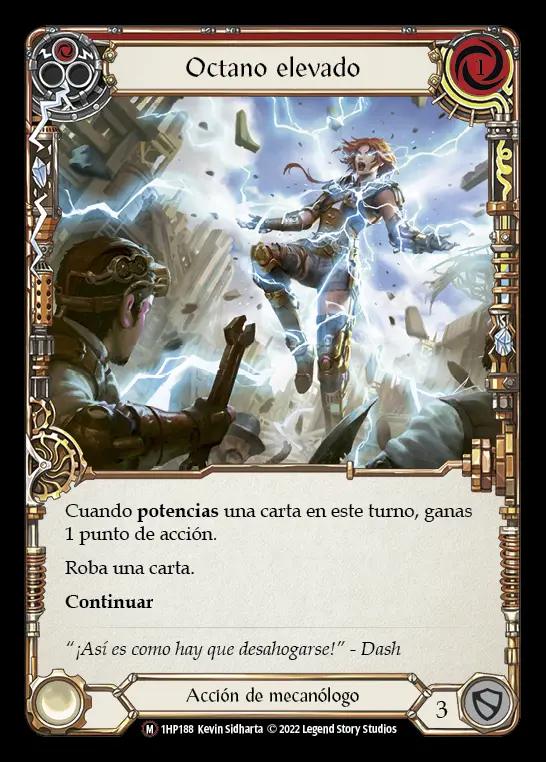 Octano elevado
1
Cuando potencias una carta en este turno, ganas
1 punto de acción.
Roba una carta.
Continuar
“¡Así es como hay que desahogarse!” - Dash
Acción de mecanólogo
3
M 1HP188 Kevin Sidharta © 2022 Legend Story Studios